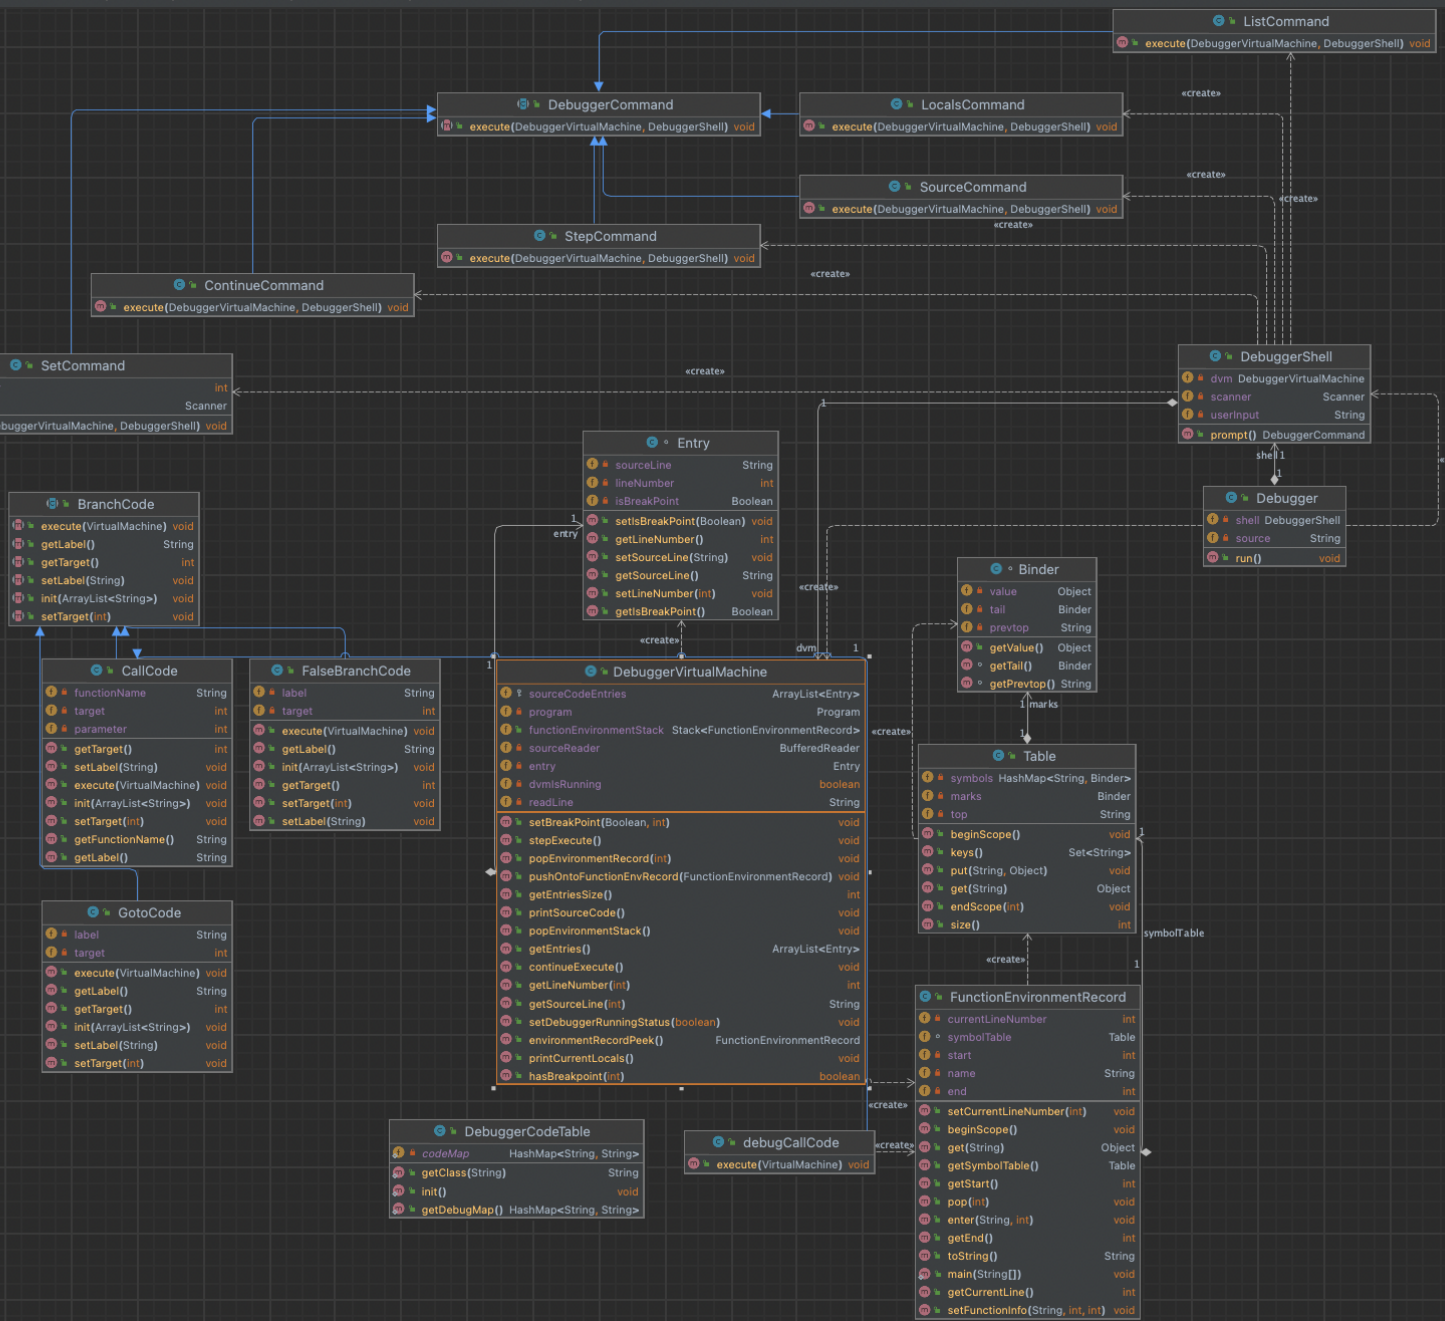 ListCommand
execute(DebuggerVirtualMachine, DebuggerShell) void
«create»
DebuggerCommand
execute(DebuggerVirtualMachine, DebuggerShell) void
LocalsCommand
execute(DebuggerVirtualMachine, DebuggerShell) void
«create»
SourceCommand
execute(DebuggerVirtualMachine, DebuggerShell) void
«create»
«create»
StepCommand
execute(DebuggerVirtualMachine, DebuggerShell) void
«create»
ContinueCommand
execute(DebuggerVirtualMachine, DebuggerShell) void
SetCommand
int
Scanner
ebuggerVirtualMachine, DebuggerShell) void
«create»
DebuggerShell
dvm DebuggerVirtualMachine
scanner Scanner
userInput String
prompt() DebuggerCommand
1
shell 1
1
Debugger
shell DebuggerShell
source String
run() void
Entry
sourceLine String
lineNumber int
isBreakPoint Boolean
setIsBreakPoint(Boolean) void
getLineNumber() int
setSourceLine(String) void
getSourceLine() String
setLineNumber(int) void
getIsBreakPoint() Boolean
1
entry
«create»
«create»
dvm 1
1
BranchCode
execute(VirtualMachine) void
getLabel() String
getTarget() int
setLabel(String) void
init(ArrayList<String>) void
setTarget(int) void
Binder
value Object
tail Binder
prevtop String
getValue() Object
getTail() Binder
getPrevtop() String
1 marks
1
«create»
CallCode
functionName String
target int
parameter int
getTarget() int
setLabel(String) void
execute(VirtualMachine) void
init(ArrayList<String>) void
setTarget(int) void
getFunctionName() String
getLabel() String
FalseBranchCode
label String
target int
execute(VirtualMachine) void
getLabel() String
init(ArrayList<String>) void
getTarget() int
setTarget(int) void
setLabel(String) void
DebuggerVirtualMachine
sourceCodeEntries ArrayList<Entry>
program Program
functionEnvironmentStack Stack<FunctionEnvironmentRecord>
sourceReader BufferedReader
entry Entry
dvmIsRunning boolean
readLine String
setBreakPoint(Boolean, int) void
stepExecute() void
popEnvironmentRecord(int) void
pushOntoFunctionEnvRecord(FunctionEnvironmentRecord) void
getEntriesSize() int
printSourceCode() void
popEnvironmentStack() void
getEntries() ArrayList<Entry>
continueExecute() void
getLineNumber(int) int
getSourceLine(int) String
setDebuggerRunningStatus(boolean) void
environmentRecordPeek() FunctionEnvironmentRecord
printCurrentLocals() void
hasBreakpoint(int) boolean
Table
symbols HashMap<String, Binder>
marks Binder
top String
beginScope() void
keys() Set<String>
put(String, Object) void
get(String) Object
endScope(int) void
size() int
1
symbolTable
1
«create»
GotoCode
label String
target int
execute(VirtualMachine) void
getLabel() String
getTarget() int
init(ArrayList<String>) void
setLabel(String) void
setTarget(int) void
FunctionEnvironmentRecord
currentLineNumber int
symbolTable Table
start int
name String
end int
setCurrentLineNumber(int) void
beginScope() void
get(String) Object
getSymbolTable() Table
getStart() int
pop(int) void
enter(String, int) void
getEnd() int
toString() String
main(String[]) void
getCurrentLine() int
setFunctionInfo(String, int, int) void
«create»
«create»
DebuggerCodeTable
codeMap HashMap<String, String>
getClass(String) String
init() void
getDebugMap() HashMap<String, String>
debugCallCode
execute(VirtualMachine) void